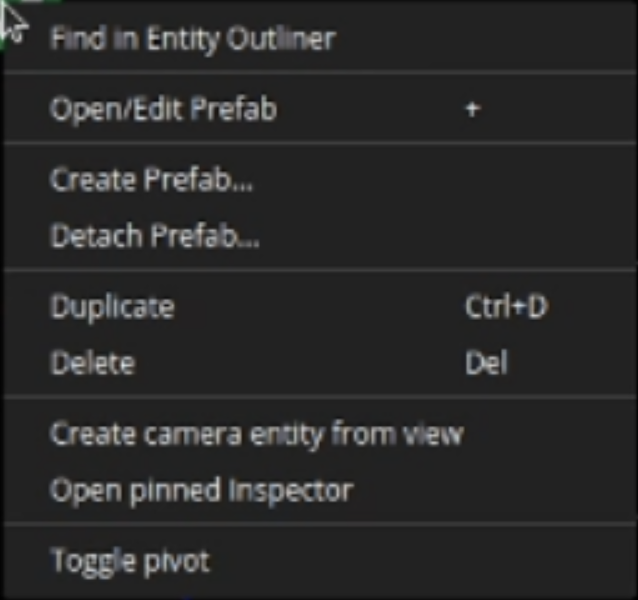 Find in Entity Outliner
Open/Edit Prefab +
Create Prefab...
Detach Prefab...
Duplicate Ctrl+D
Delete Del
Create camera entity from view
Open pinned Inspector
Toggle pivot